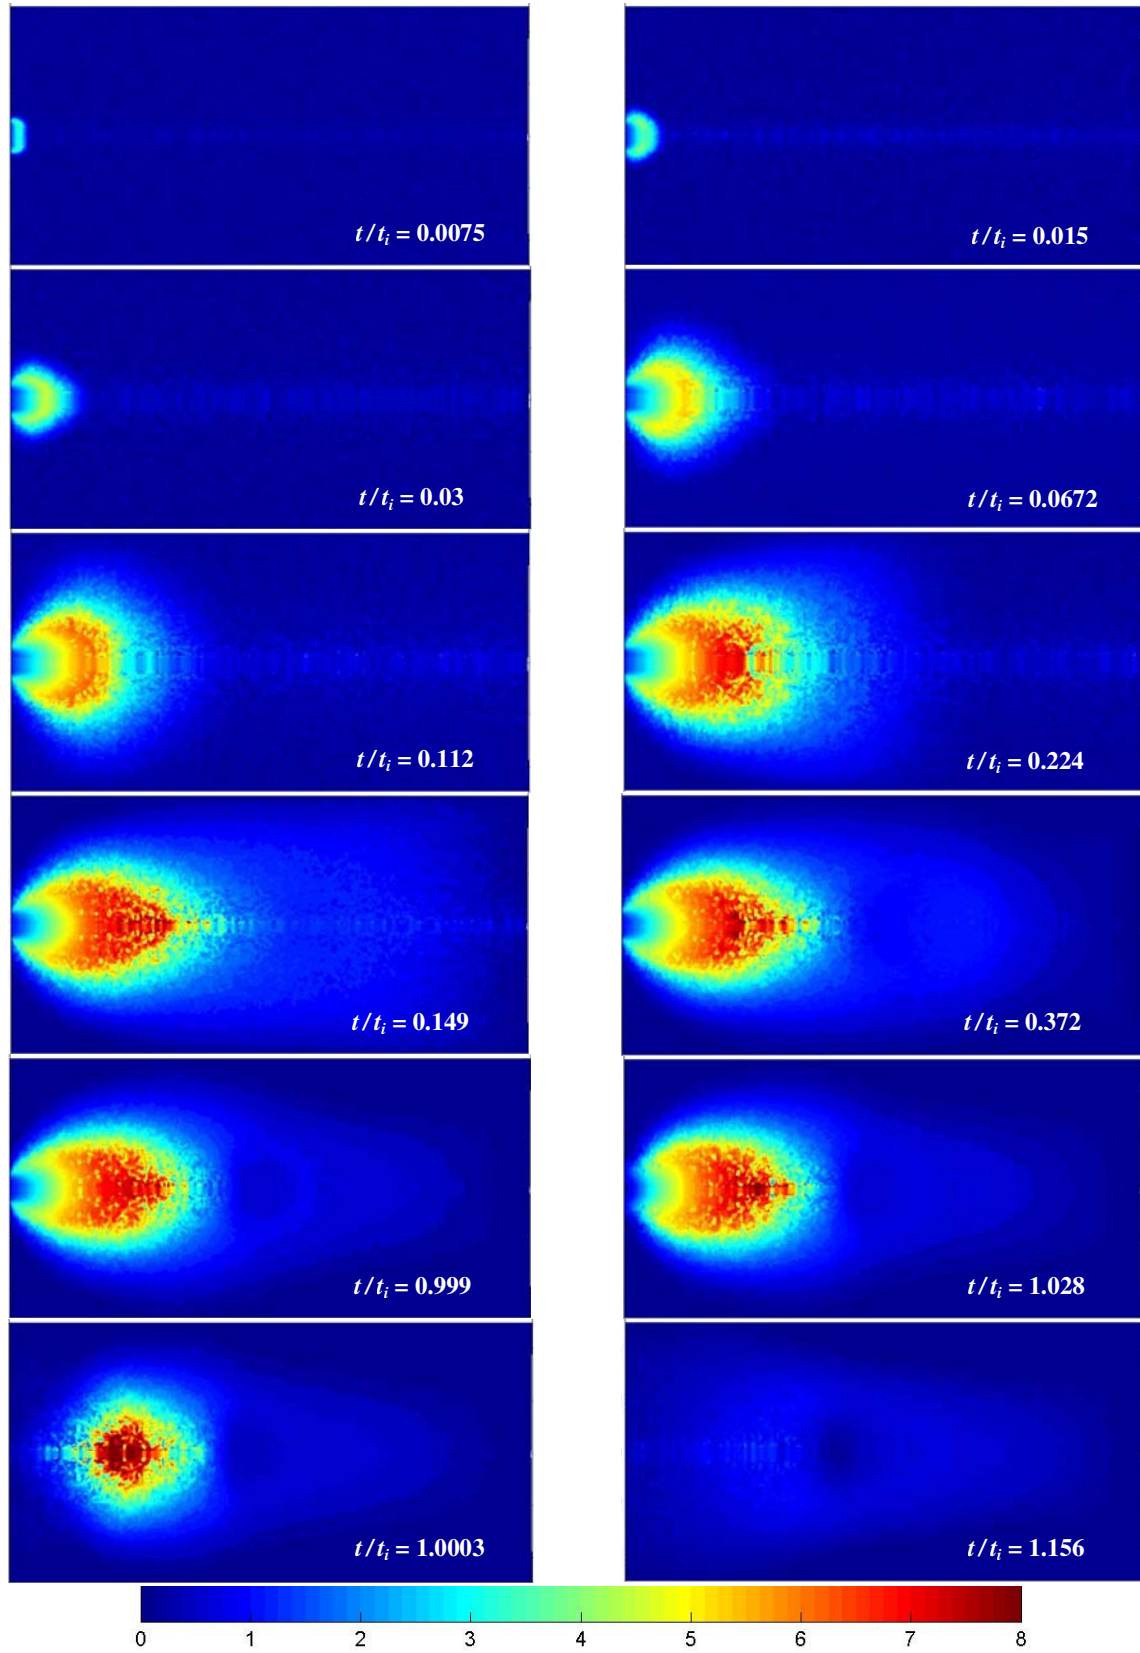 t/ti = 0.0075
t/ti = 0.015
t/ti = 0.03
t/ti = 0.0672
t/ti = 0.112
t/ti = 0.224
t/ti = 0.149
t/ti = 0.372
t/ti = 0.999
t/ti = 1.028
t/ti = 1.0003
t/ti = 1.156
0 1 2 3 4 5 6 7 8